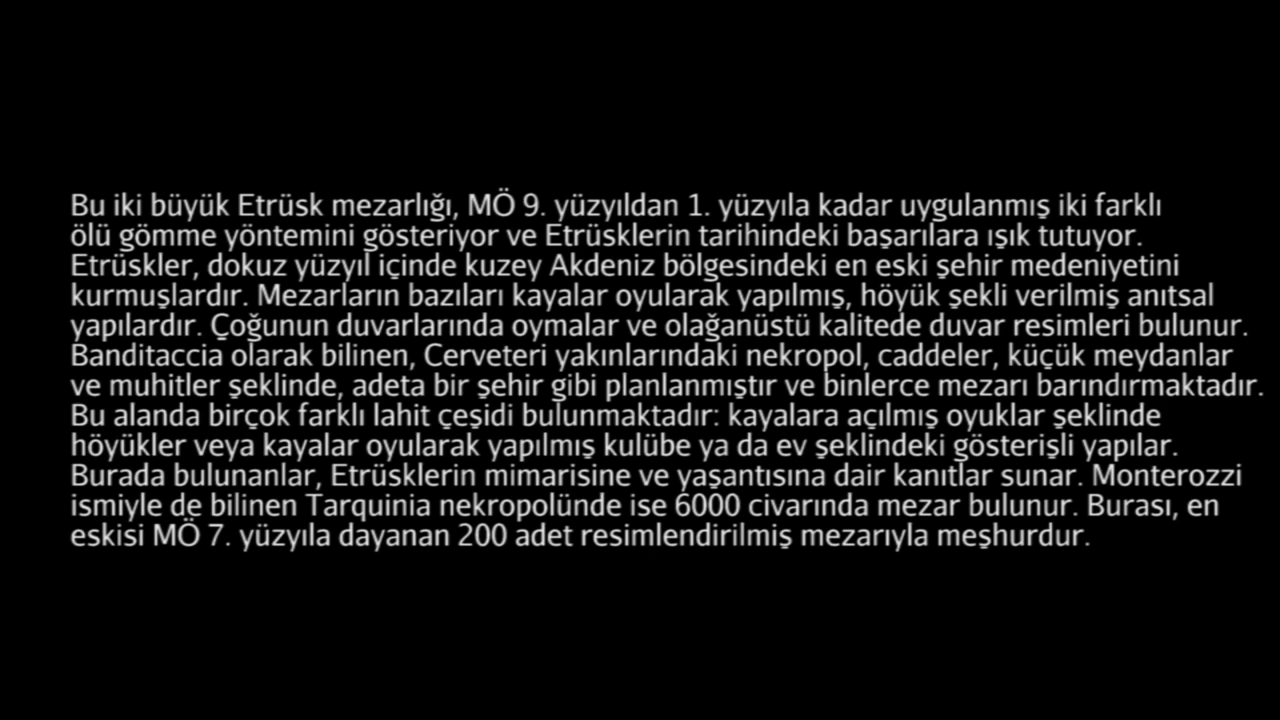 Bu iki büyük Etrüsk mezarlığı, MÖ 9. yüzyıldan 1. yüzyıla kadar uygulanmış iki farklı
ölü gömme yöntemini gösteriyor ve Etrüsklerin tarihindeki başarılara ışık tutuyor.
Etrüskler, dokuz yüzyıl içinde kuzey Akdeniz bölgesindeki en eski şehir medeniyetini
kurmuşlardır. Mezarların bazıları kayalar oyularak yapılmış, höyük şekli verilmiş anıtsal
yapılardır. Çoğunun duvarlarında oymalar ve olağanüstü kalitede duvar resimleri bulunur.
Banditaccia olarak bilinen, Cerveteri yakınlarındaki nekropol, caddeler, küçük meydanlar
ve muhitler şeklinde, adeta bir şehir gibi planlanmıştır ve binlerce mezarı barındırmaktadır.
Bu alanda birçok farklı lahit çeşidi bulunmaktadır: kayalara açılmış oyuklar şeklinde
höyükler veya kayalar oyularak yapılmış kulübe ya da ev şeklindeki gösterişli yapılar.
Burada bulunanlar, Etrüsklerin mimarisine ve yaşantısına dair kanıtlar sunar. Monterozzi
ismiyle de bilinen Tarquinia nekropolünde ise 6000 civarında mezar bulunur. Burası, en
eskisi MÖ 7. yüzyıla dayanan 200 adet resimlendirilmiş mezarıyla meşhurdur.